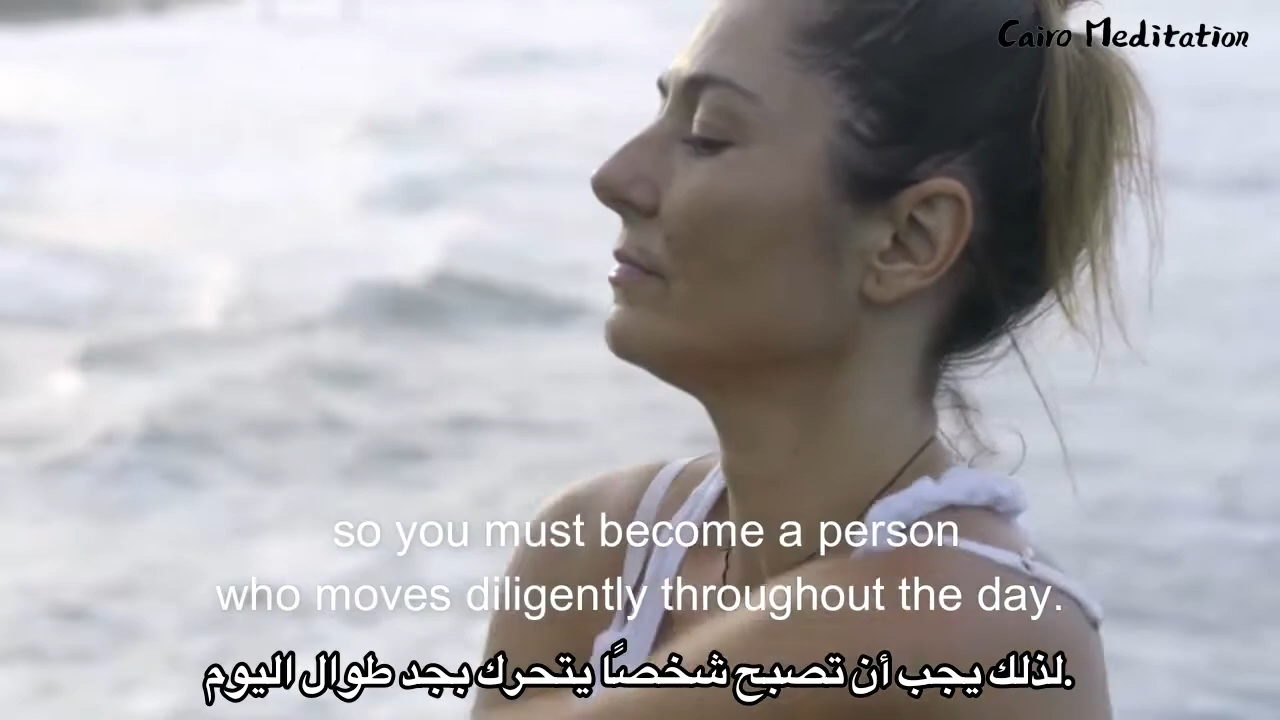 Cairo Meditation
so you must become a person
who moves diligently throughout the day.
لذلك يجب أن تصبح شخصًا يتحرك بجد طوال اليوم.